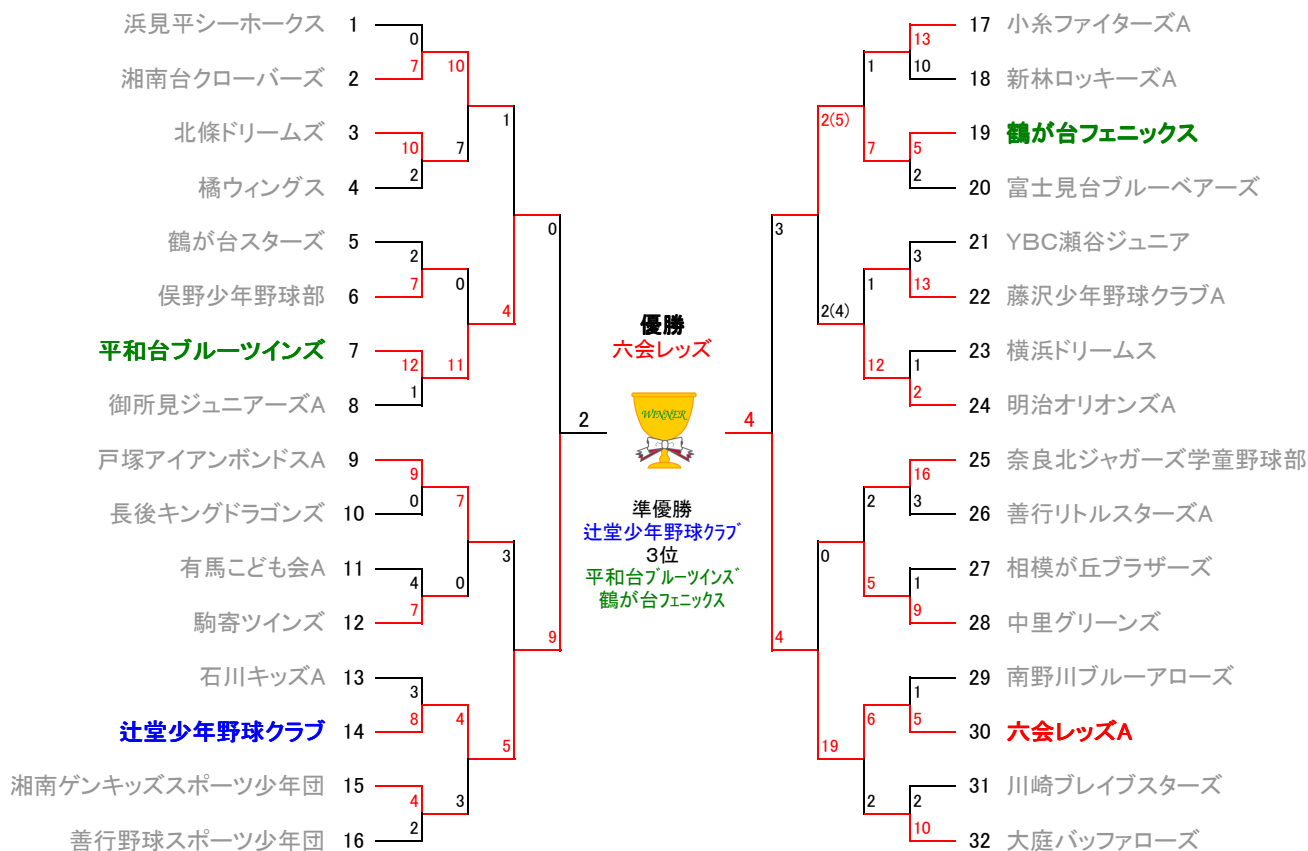 浜見平シーホークス 1
0
7
湘南台クローバーズ 2
10
7
北條ドリームズ 3
10
2
橘ウィングス 4
1
4
鶴が台スターズ 5
2
7
俣野少年野球部 6
0
11
平和台ブルーツインズ 7
12
1
御所見ジュニアーズA 8
0
9
戸塚アイアンボンドスA 9
9
0
長後キングドラゴンズ 10
7
0
有馬こども会A 11
4
7
駒寄ツインズ 12
3
5
石川キッズA 13
3
8
辻堂少年野球クラブ 14
4
3
湘南ゲンキッズスポーツ少年団 15
4
2
善行野球スポーツ少年団 16
優勝
六会レッズ
2
WINNER
4
準優勝
辻堂少年野球クラブ
3位
平和台ブルーツインズ
鶴が台フェニックス
17 小糸ファイターズA
13
10
18 新林ロッキーズA
1
7
19 鶴が台フェニックス
5
2
20 富士見台ブルーベアーズ
2(5)
2(4)
21 YBC瀬谷ジュニア
3
13
22 藤沢少年野球クラブA
1
12
23 横浜ドリームス
1
2
24 明治オリオンズA
3
4
25 奈良北ジャガーズ学童野球部
16
3
26 善行リトルスターズA
2
5
27 相模が丘ブラザーズ
1
9
28 中里グリーンズ
0
19
29 南野川ブルーアローズ
1
5
30 六会レッズA
6
2
31 川崎ブレイブスターズ
2
10
32 大庭バッファローズ